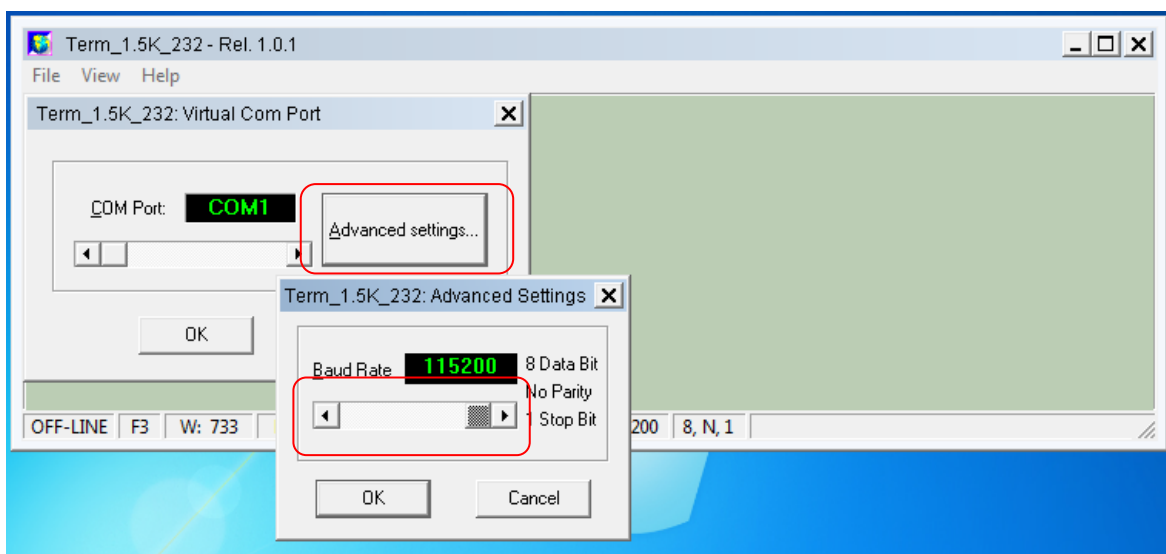 Term_1.5K_232 - Rel. 1.0.1
File View Help
Term_1.5K_232: Virtual Com Port
COM Port: COM1
Advanced settings...
OK
Term_1.5K_232: Advanced Settings
Baud Rate 115200
8 Data Bit
No Parity
1 Stop Bit
OK Cancel
OFF-LINE F3 W: 733 200 8, N, 1